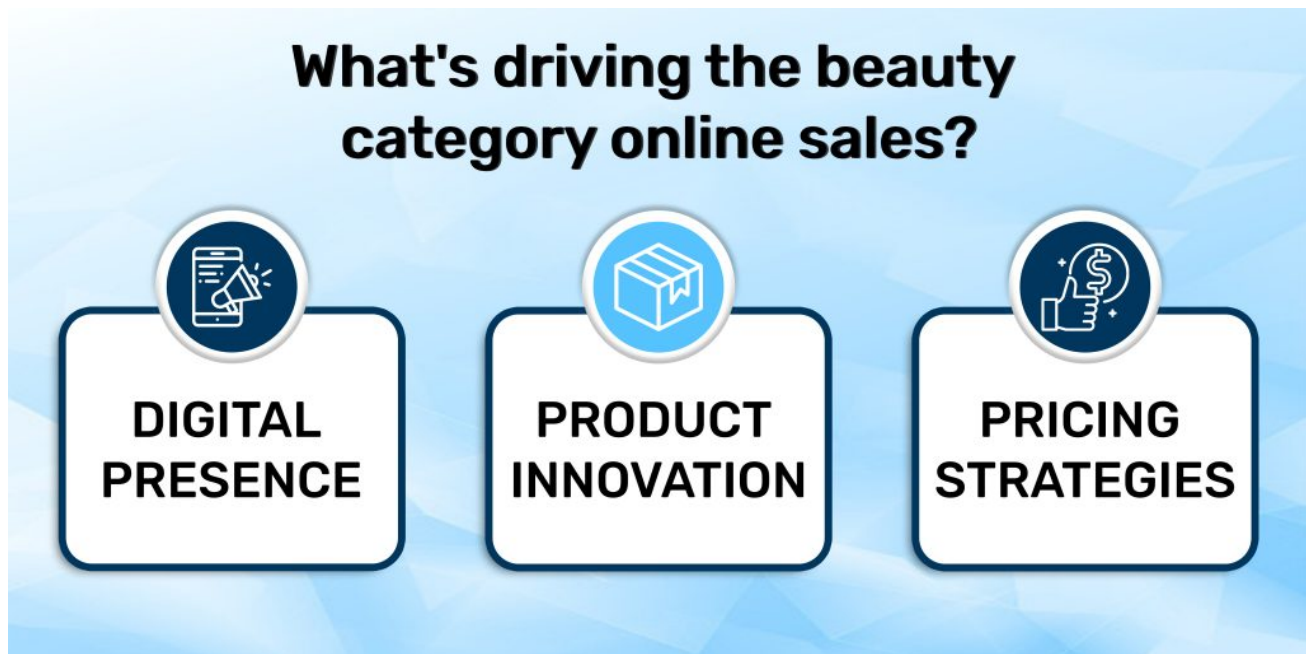 What's driving the beauty
category online sales?
DIGITAL
PRESENCE
PRODUCT
INNOVATION
PRICING
STRATEGIES